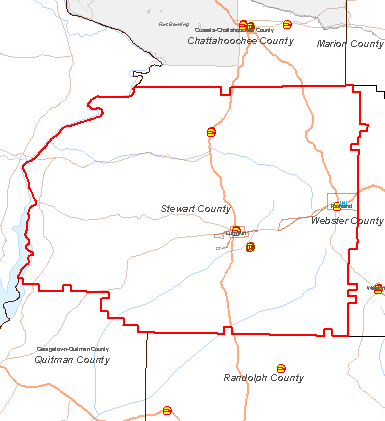 Fort Benning
Cusseta-Chattahoochee County
Chattahoochee County
Marion County
Stewart County
Richland
Webster County
Lumpkin
Georgetown-Quitman County
Quitman County
Randolph County